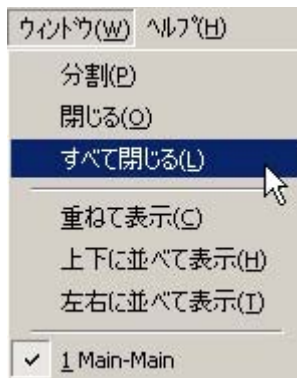 ウィンドウ(W) ヘルプ(H)
分割(P)
閉じる(O)
すべて閉じる(L)
重ねて表示(C)
上下に並べて表示(H)
左右に並べて表示(T)
1 Main-Main